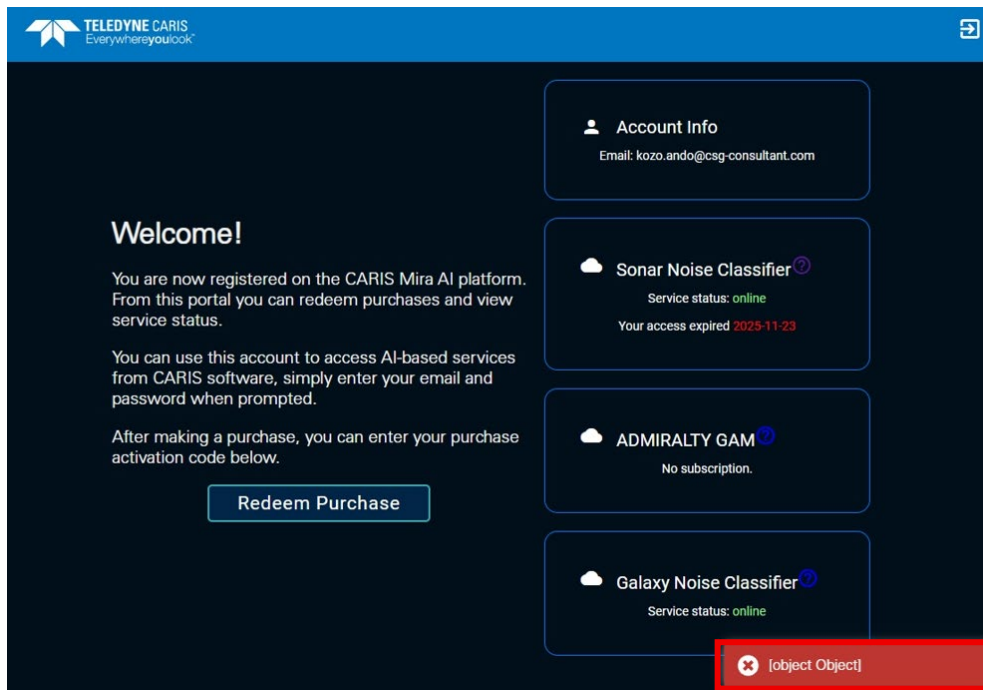 TELEDYNE CARIS
Everywhereyoulook™
Account Info
Email: kozo.ando@csg-consultant.com
Welcome!
You are now registered on the CARIS Mira AI platform.
From this portal you can redeem purchases and view
service status.
You can use this account to access AI-based services
from CARIS software, simply enter your email and
password when prompted.
After making a purchase, you can enter your purchase
activation code below.
Redeem Purchase
Sonar Noise Classifier
Service status: online
Your access expired 2025-11-23
ADMIRALTY GAM
No subscription.
Galaxy Noise Classifier
Service status: online
[object Object]